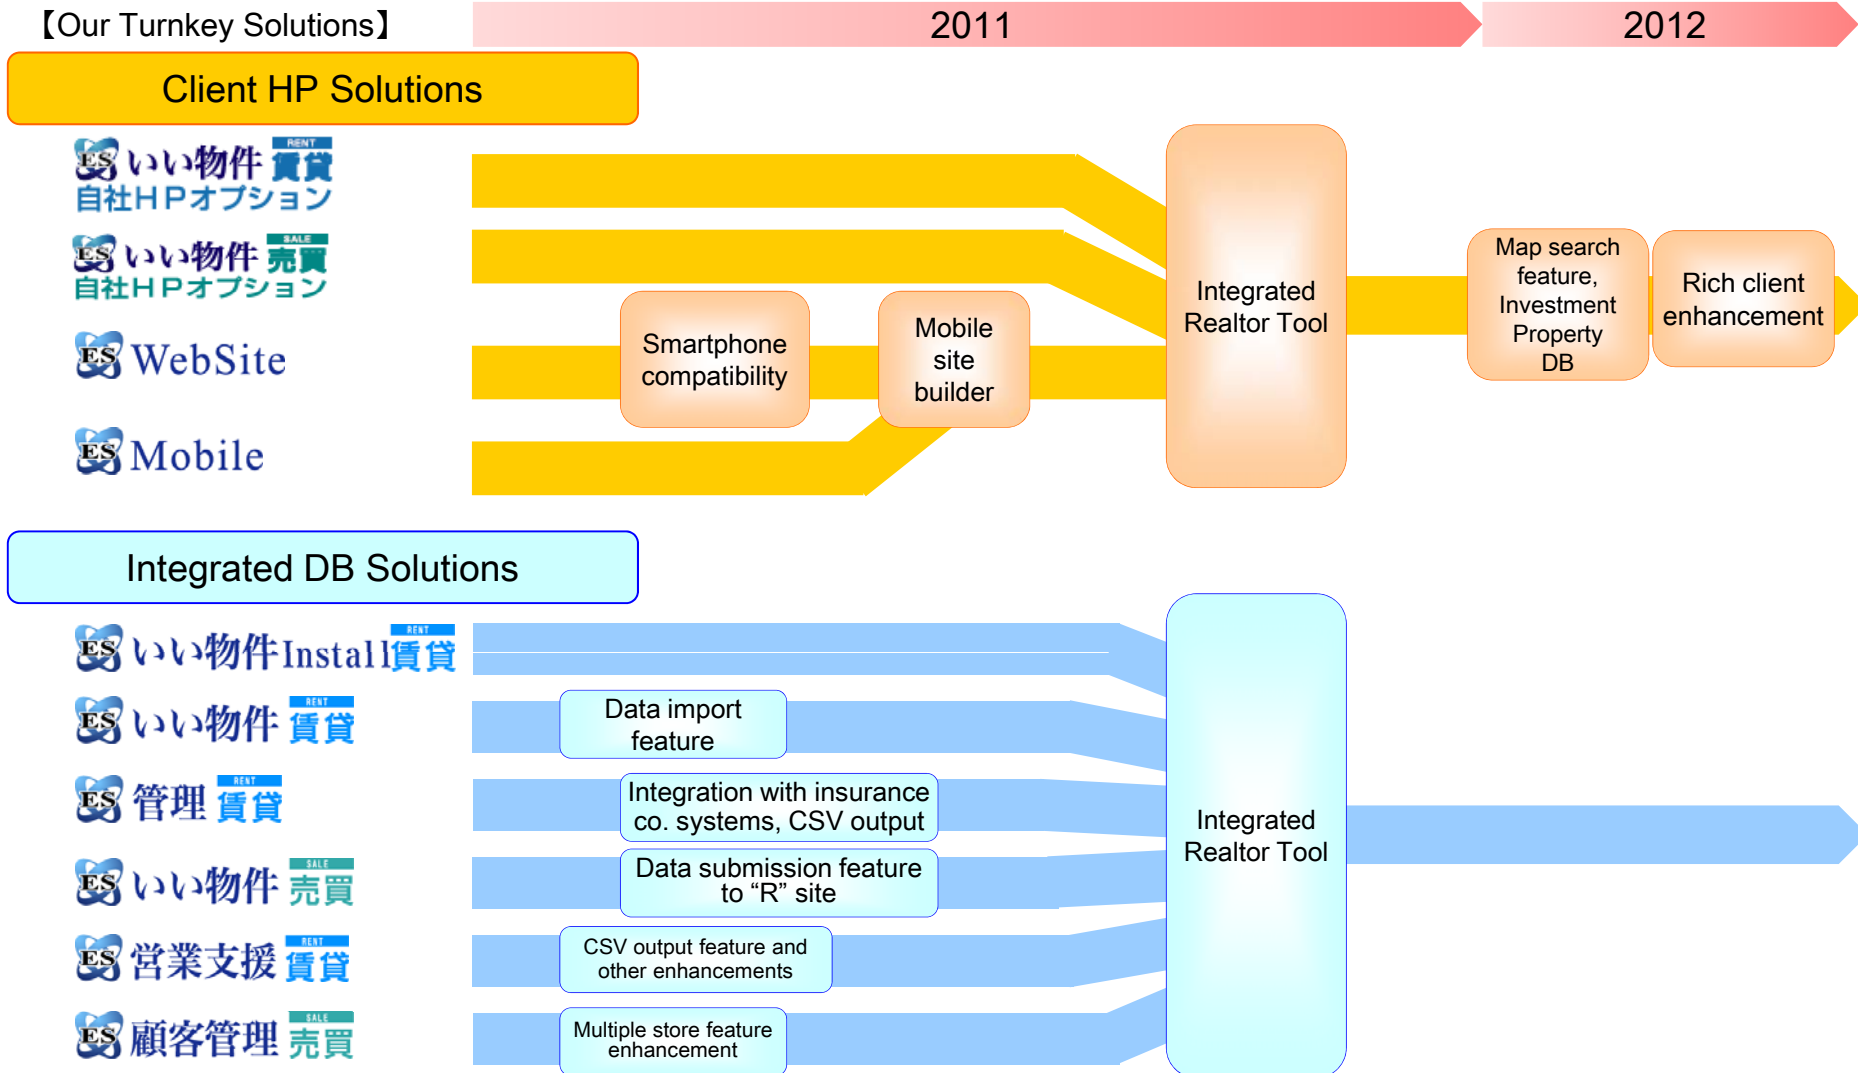 【Our Turnkey Solutions】
2011
2012
Client HP Solutions
ES いい物件 RENT 賃貸
自社HPオプション
ES いい物件 SALE 売買
自社HPオプション
ES WebSite
ES Mobile
Smartphone
compatibility
Mobile
site
builder
Integrated
Realtor Tool
Map search
feature,
Investment
Property
DB
Rich client
enhancement
Integrated DB Solutions
ES いい物件Install RENT 賃貸
ES いい物件 RENT 賃貸
Data import
feature
ES 管理 RENT 賃貸
Integration with insurance
co. systems, CSV output
ES いい物件 SALE 売買
Data submission feature
to “R” site
ES 営業支援 RENT 賃貸
CSV output feature and
other enhancements
ES 顧客管理 SALE 売買
Multiple store feature
enhancement
Integrated
Realtor Tool